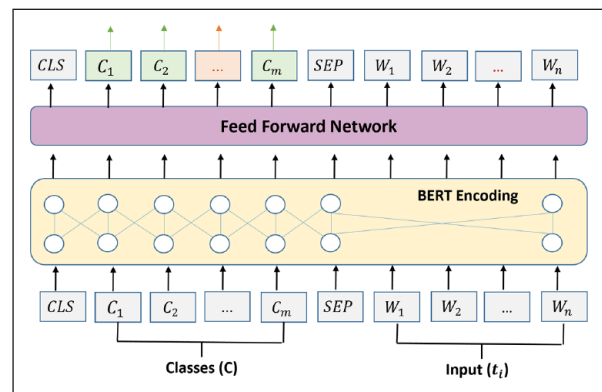 CLS C₁ C₂ ... Cₘ SEP W₁ W₂ ... Wₙ
Feed Forward Network
BERT Encoding
CLS C₁ C₂ ... Cₘ SEP W₁ W₂ ... Wₙ
Classes (C) Input (tᵢ)